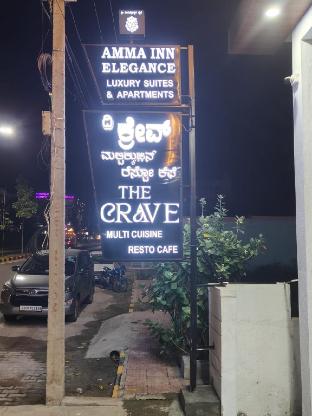 AMMA INN
ELEGANCE
LUXURY SUITES
& APARTMENTS
ದಿ ಕ್ರೇವ್
ಮಲ್ಟಿಕ್ಯುಜಿನ್
ರೆಸ್ಟೋ ಕೆಫೆ
THE
CRAVE
MULTI CUISINE
RESTO CAFE